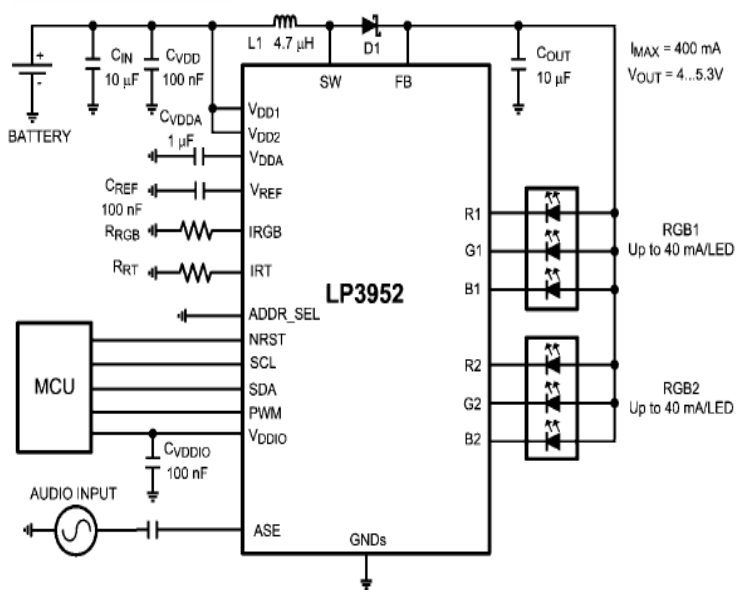 L1 4.7 µH
D1
+
-
BATTERY
CIN
10 µF
CVDD
100 nF
COUT
10 µF
IMAX = 400 mA
VOUT = 4...5.3V
SW
FB
CVDDA
1 µF
VDD1
VDD2
VDDA
CREF
100 nF
VREF
RRGB
IRGB
RRT
IRT
LP3952
ADDR_SEL
R1
G1
B1
RGB1
Up to 40 mA/LED
MCU
NRST
SCL
SDA
PWM
VDDIO
R2
G2
B2
RGB2
Up to 40 mA/LED
CVDDIO
100 nF
AUDIO INPUT
ASE
GNDs